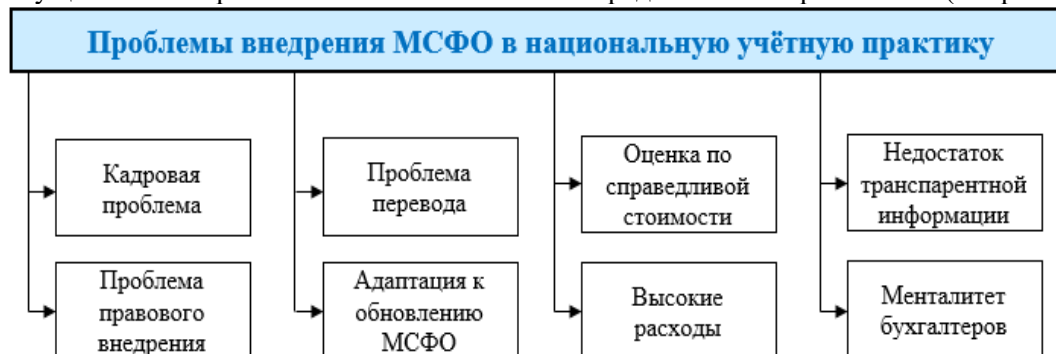 Проблемы внедрения МСФО в национальную учётную практику
Кадровая
проблема
Проблема
перевода
Оценка по
справедливой
стоимости
Недостаток
транспарентной
информации
Проблема
правового
внедрения
Адаптация к
обновлению
МСФО
Высокие
расходы
Менталитет
бухгалтеров